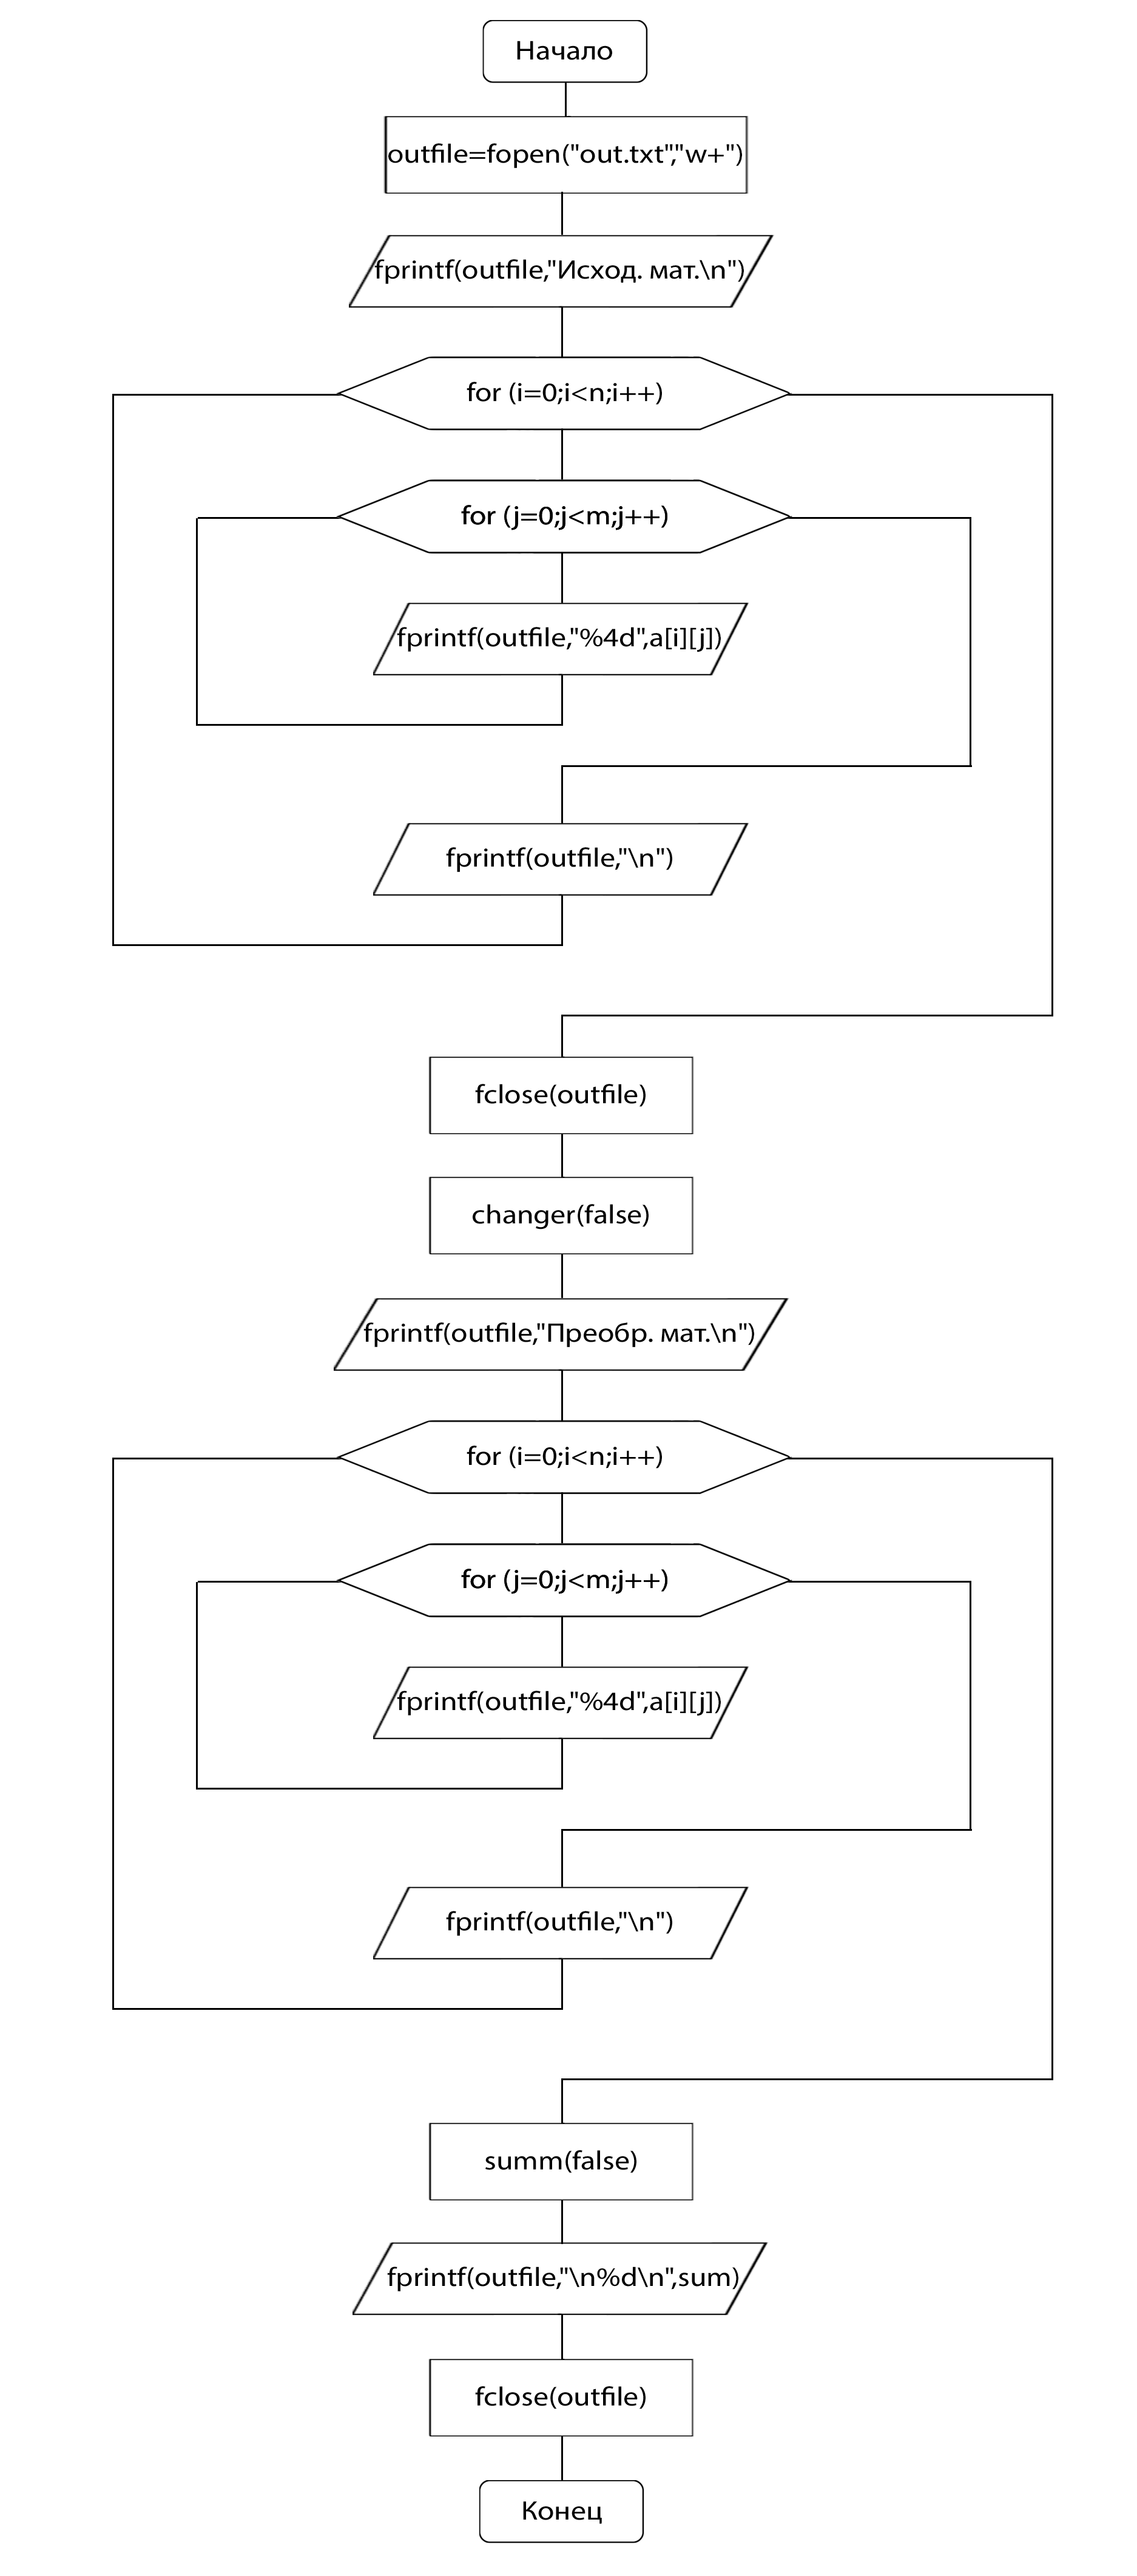 Начало
outfile=fopen("out.txt""w+")
fprintf(outfile,"Исход. мат.\n")
for (i=0;i<n;i++)
for (j=0;j<m;j++)
fprintf(outfile,"%4d",a[i][j])
fprintf(outfile,"\n")
fclose(outfile)
changer(false)
fprintf(outfile,"Преобр. мат.\n")
for (i=0;i<n;i++)
for (j=0;j<m;j++)
fprintf(outfile,"%4d",a[i][j])
fprintf(outfile,"\n")
summ(false)
fprintf(outfile,"\n%d\n",sum)
fclose(outfile)
Конец